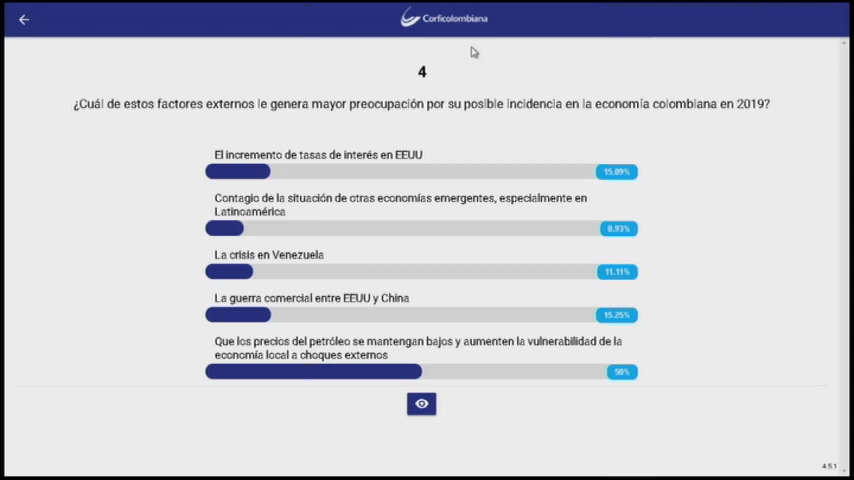 Corficolombiana
4
¿Cuál de estos factores externos le genera mayor preocupación por su posible incidencia en la economía colombiana en 2019?
El incremento de tasas de interés en EEUU
Contagio de la situación de otras economías emergentes, especialmente en
8.93%
Latinoamérica
La crisis en Venezuela
11.11%
La guerra comercial entre EEUU y China
15.25%
Que los precios del petróleo se mantengan bajos y aumenten la vulnerabilidad de la
economía local a choques externos
50%
4.5.1